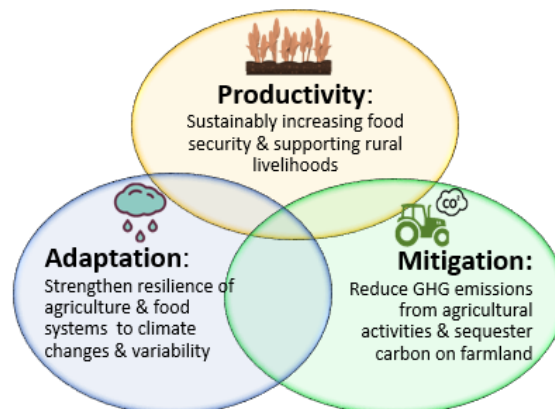 Productivity:
Sustainably increasing food
security & supporting rural
livelihoods
Adaptation:
Strengthen resilience of
agriculture & food
systems to climate
changes & variability
CO²
Mitigation:
Reduce GHG emissions
from agricultural
activities & sequester
carbon on farmland